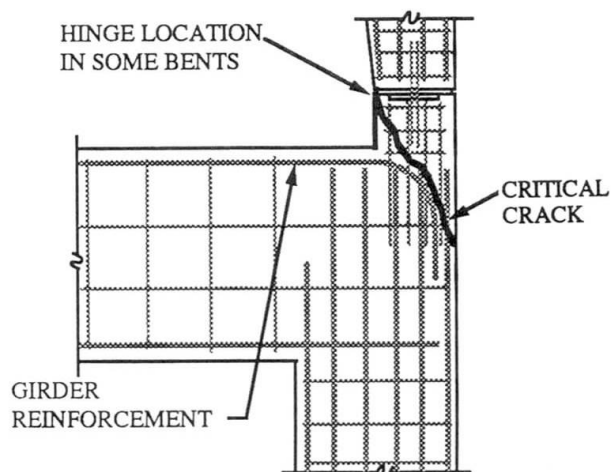 HINGE LOCATION
IN SOME BENTS
CRITICAL
CRACK
GIRDER
REINFORCEMENT